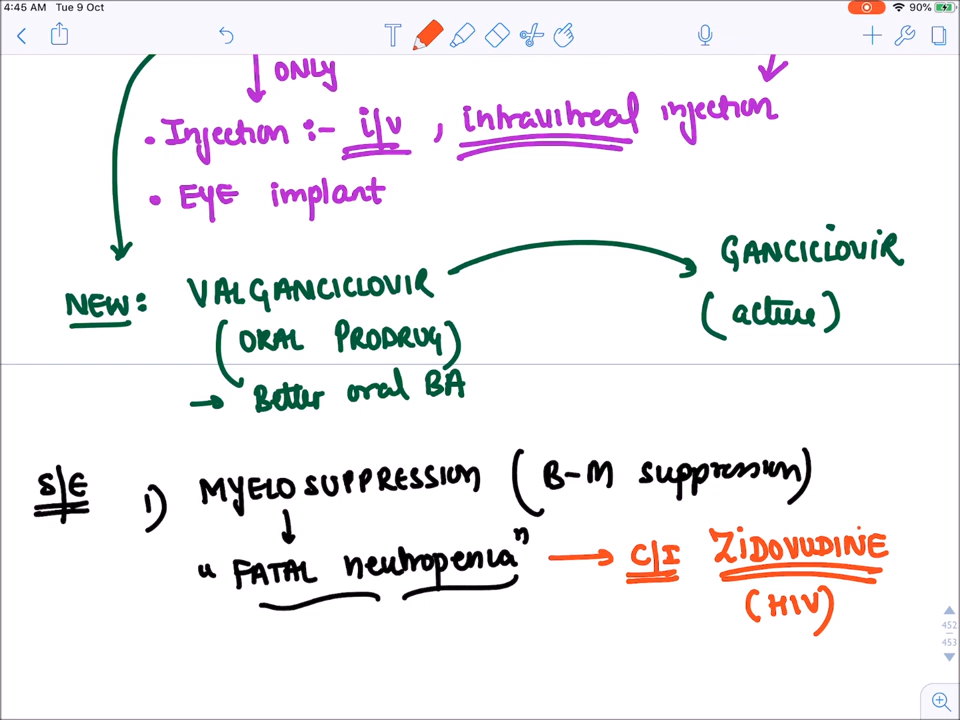 4:45 AM Tue 9 Oct
90%
ONLY
• Injection :- i/v , intravitreal injection
• EYE implant
NEW: VALGANCICLOVIR
GANCICLOVIR
(ORAL PRODRUG)
(active)
→ Better oral BA
S/E 1) MYELOSUPPRESSION (B-M suppression)
↓
"FATAL neutropenia" → C/I ZIDOVUDINE
(HIV)
452
453